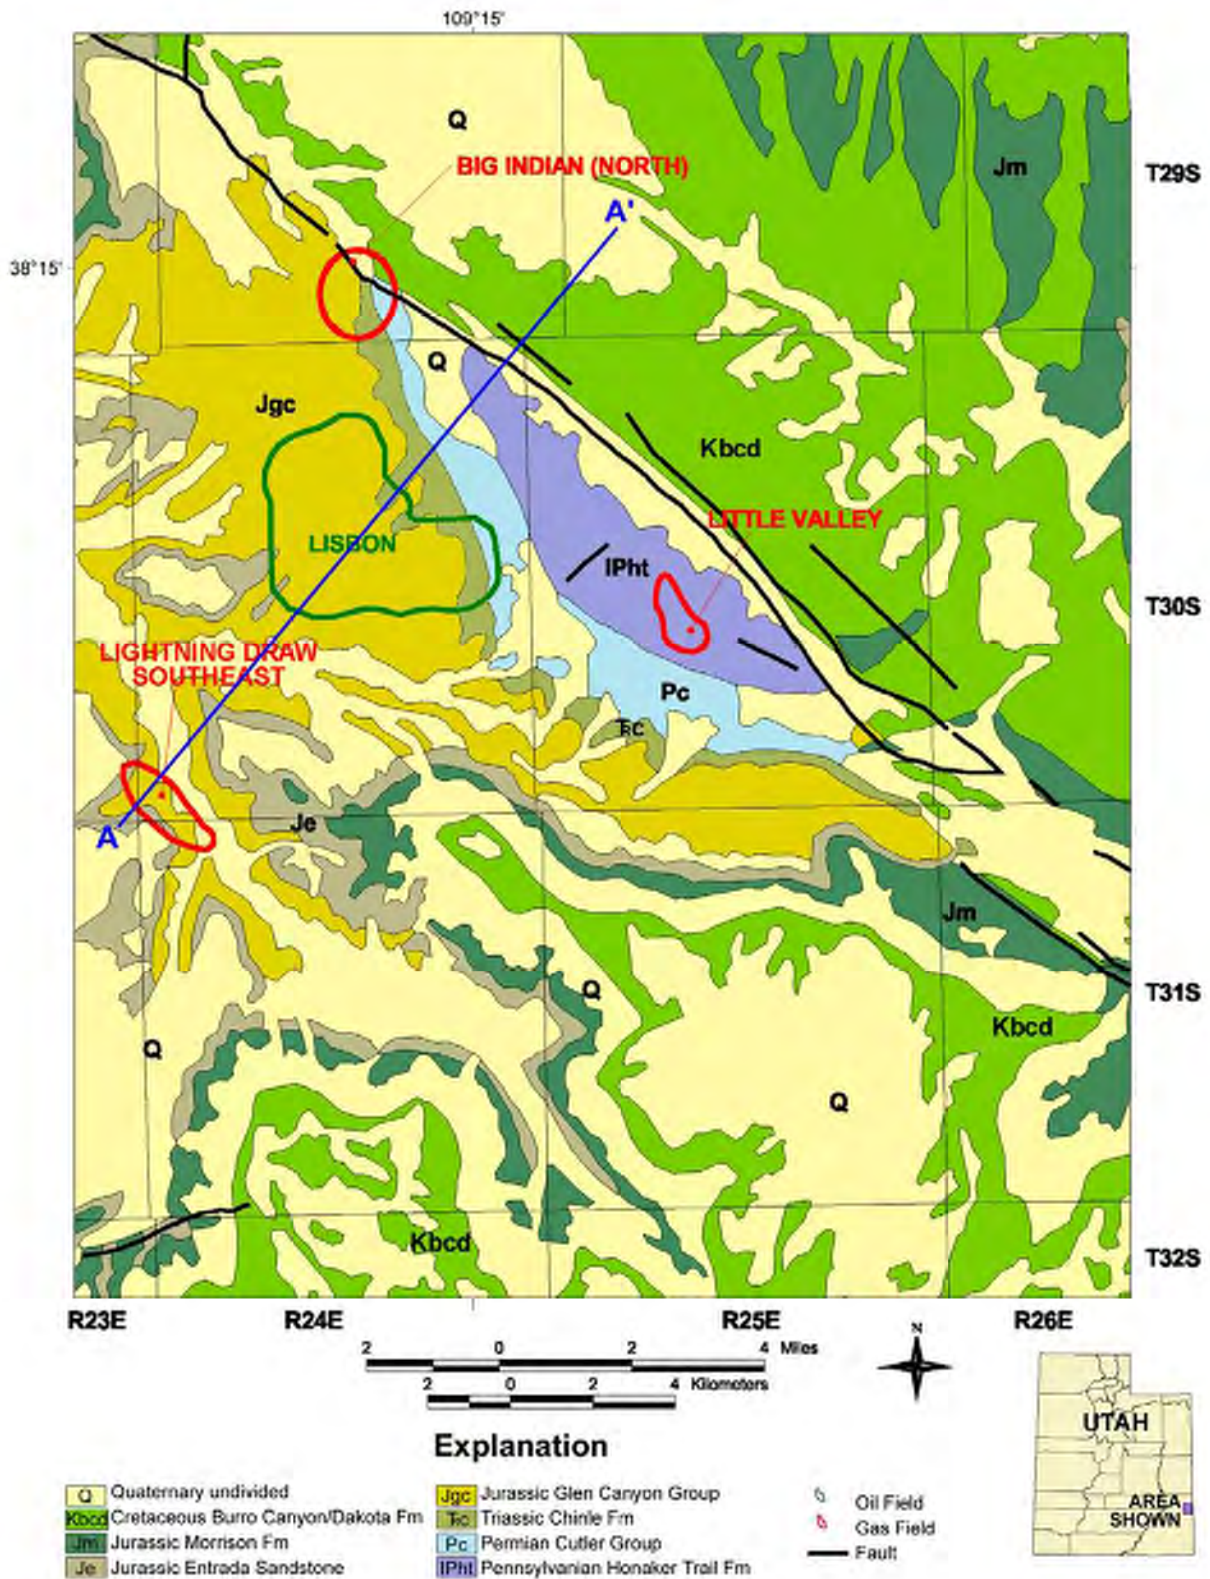 109°15'
Q
BIG INDIAN (NORTH)
Jm
T29S
A'
38°15'
Q
Jgc
Kbcd
LITTLE VALLEY
LISBON
IPht
T30S
LIGHTNING DRAW
SOUTHEAST
Pc
TRC
A
Je
Jm
Q
T31S
Kbcd
Q
Q
Kbcd
T32S
R23E R24E R25E R26E
2 0 2 4 Miles
2 0 2 4 Kilometers
N
UTAH
AREA
SHOWN
Explanation
Q Quaternary undivided
Kbcd Cretaceous Burro Canyon/Dakota Fm
Jm Jurassic Morrison Fm
Je Jurassic Entrada Sandstone
Jgc Jurassic Glen Canyon Group
TRc Triassic Chinle Fm
Pc Permian Cutler Group
IPht Pennsylvanian Honaker Trail Fm
Oil Field
Gas Field
Fault